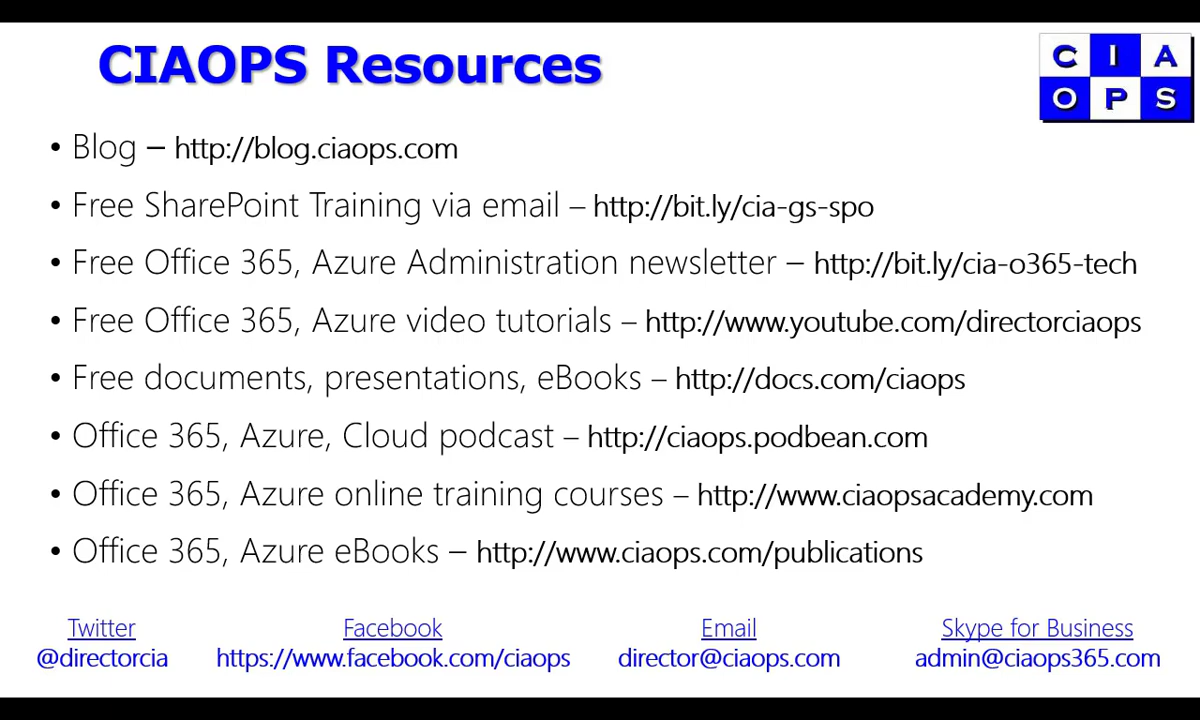 CIAOPS Resources
C I A
O P S
• Blog – http://blog.ciaops.com
• Free SharePoint Training via email – http://bit.ly/cia-gs-spo
• Free Office 365, Azure Administration newsletter – http://bit.ly/cia-o365-tech
• Free Office 365, Azure video tutorials – http://www.youtube.com/directorciaops
• Free documents, presentations, eBooks – http://docs.com/ciaops
• Office 365, Azure, Cloud podcast – http://ciaops.podbean.com
• Office 365, Azure online training courses – http://www.ciaopsacademy.com
• Office 365, Azure eBooks – http://www.ciaops.com/publications
Twitter Facebook Email Skype for Business
@directorcia https://www.facebook.com/ciaops director@ciaops.com admin@ciaops365.com